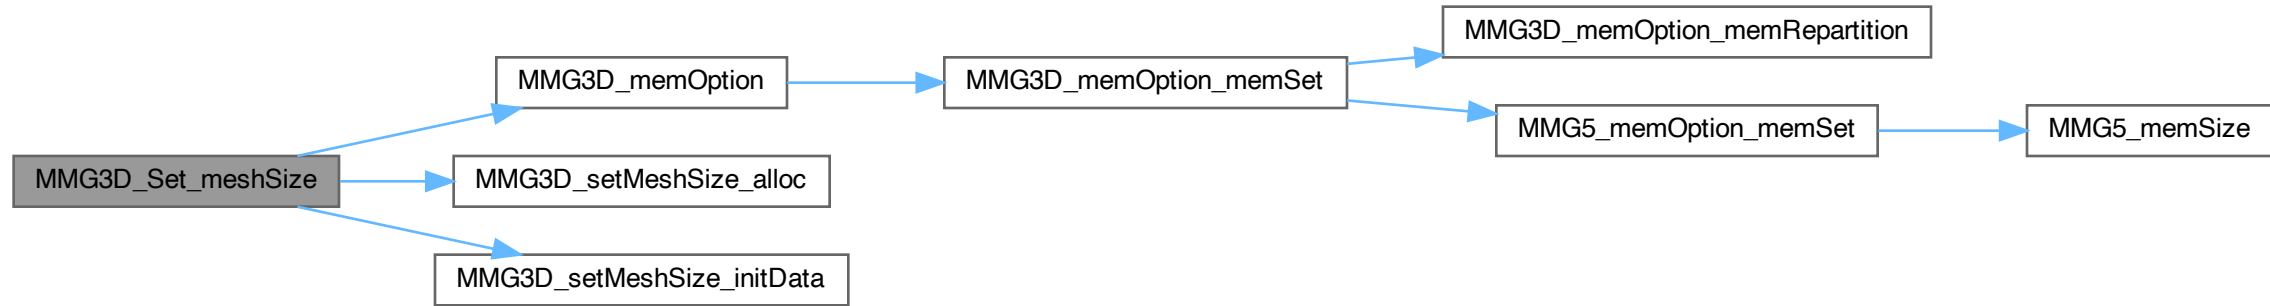 MMG3D_memOption_memRepartition
MMG3D_memOption
MMG3D_memOption_memSet
MMG5_memOption_memSet
MMG5_memSize
MMG3D_Set_meshSize
MMG3D_setMeshSize_alloc
MMG3D_setMeshSize_initData